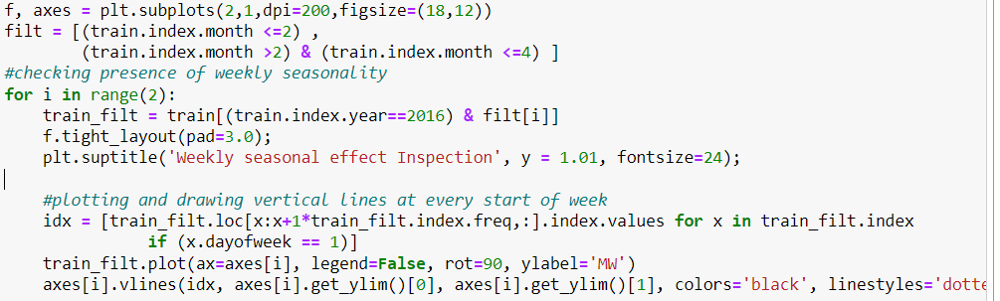 f, axes = plt.subplots(2,1,dpi=200,figsize=(18,12))
filt = [(train.index.month <=2) ,
        (train.index.month >2) & (train.index.month <=4) ]
#checking presence of weekly seasonality
for i in range(2):
    train_filt = train[(train.index.year==2016) & filt[i]]
    f.tight_layout(pad=3.0);
    plt.suptitle('Weekly seasonal effect Inspection', y = 1.01, fontsize=24);
    #plotting and drawing vertical lines at every start of week
    idx = [train_filt.loc[x:x+1*train_filt.index.freq,:].index.values for x in train_filt.index
              if (x.dayofweek == 1)]
    train_filt.plot(ax=axes[i], legend=False, rot=90, ylabel='MW')
    axes[i].vlines(idx, axes[i].get_ylim()[0], axes[i].get_ylim()[1], colors='black', linestyles='dotte